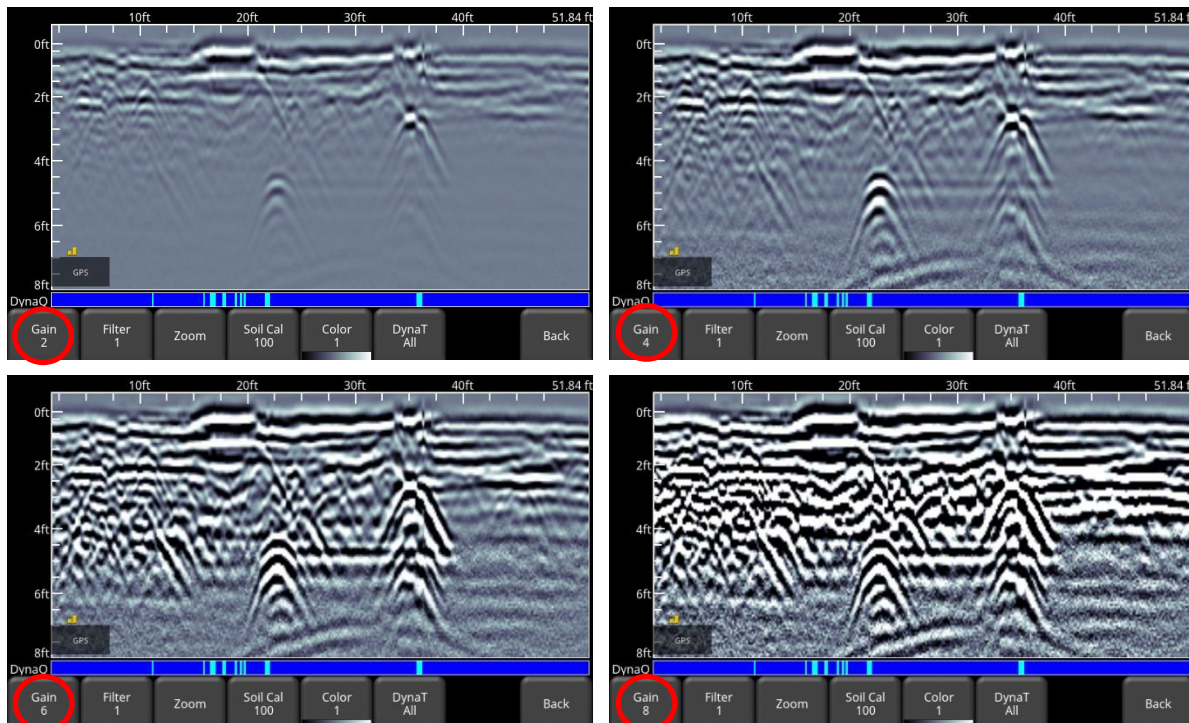 10ft 20ft 30ft 40ft 51.84 ft
0ft
2ft
4ft
6ft
GPS
8ft
DynaQ
Gain Filter Zoom Soil Cal Color DynaT Back
2 1 100 1 All
10ft 20ft 30ft 40ft 51.84 ft
0ft
2ft
4ft
6ft
GPS
8ft
DynaQ
Gain Filter Zoom Soil Cal Color DynaT Back
4 1 100 1 All
10ft 20ft 30ft 40ft 51.84 ft
0ft
2ft
4ft
6ft
GPS
8ft
DynaQ
Gain Filter Zoom Soil Cal Color DynaT Back
6 1 100 1 All
10ft 20ft 30ft 40ft 51.84 ft
0ft
2ft
4ft
6ft
GPS
8ft
DynaQ
Gain Filter Zoom Soil Cal Color DynaT Back
8 1 100 1 All